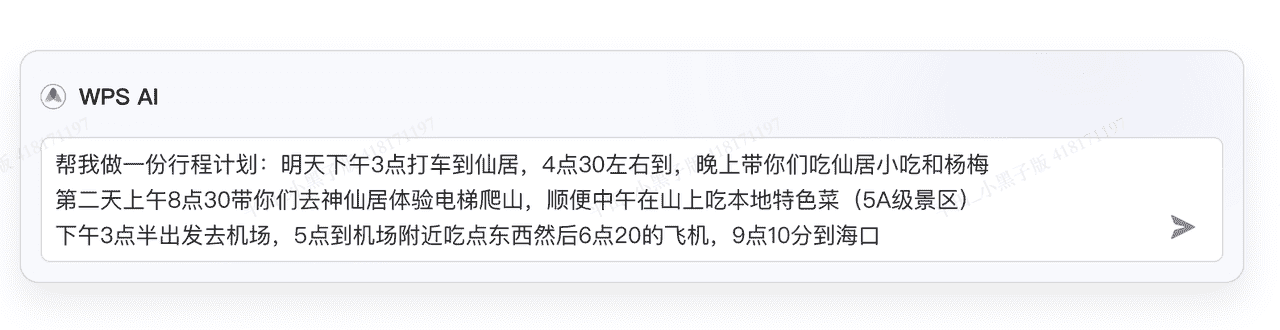 WPS AI
帮我做一份行程计划：明天下午3点打车到仙居，4点30左右到，晚上带你们吃仙居小吃和杨梅
第二天上午8点30带你们去神仙居体验电梯爬山，顺便中午在山上吃本地特色菜（5A级景区）
下午3点半出发去机场，5点到机场附近吃点东西然后6点20的飞机，9点10分到海口